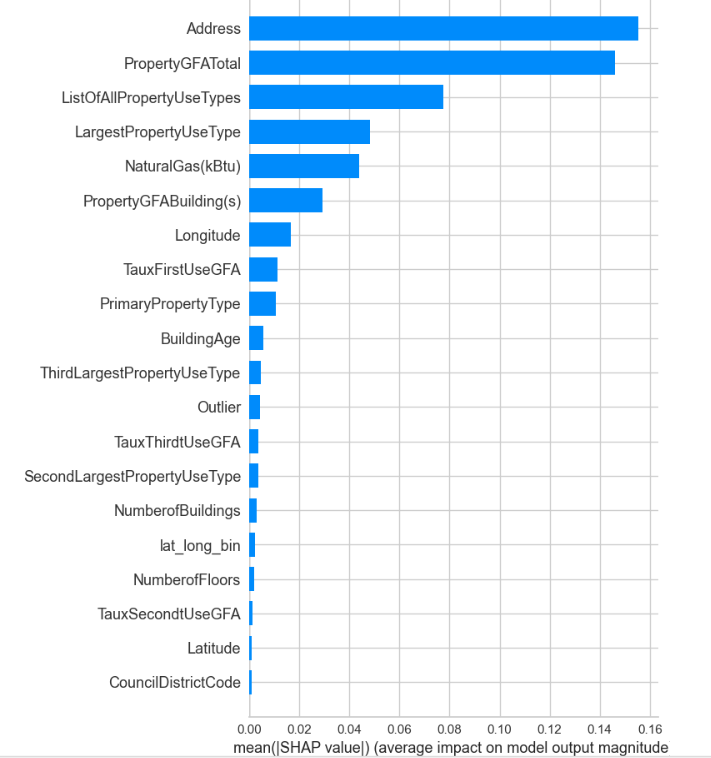 Address
PropertyGFATotal
ListOfAllPropertyUseTypes
LargestPropertyUseType
NaturalGas(kBtu)
PropertyGFABuilding(s)
Longitude
TauxFirstUseGFA
PrimaryPropertyType
BuildingAge
ThirdLargestPropertyUseType
Outlier
TauxThirdtUseGFA
SecondLargestPropertyUseType
NumberofBuildings
lat_long_bin
NumberofFloors
TauxSecondtUseGFA
Latitude
CouncilDistrictCode
0.00 0.02 0.04 0.06 0.08 0.10 0.12 0.14 0.16
mean(|SHAP value|) (average impact on model output magnitude